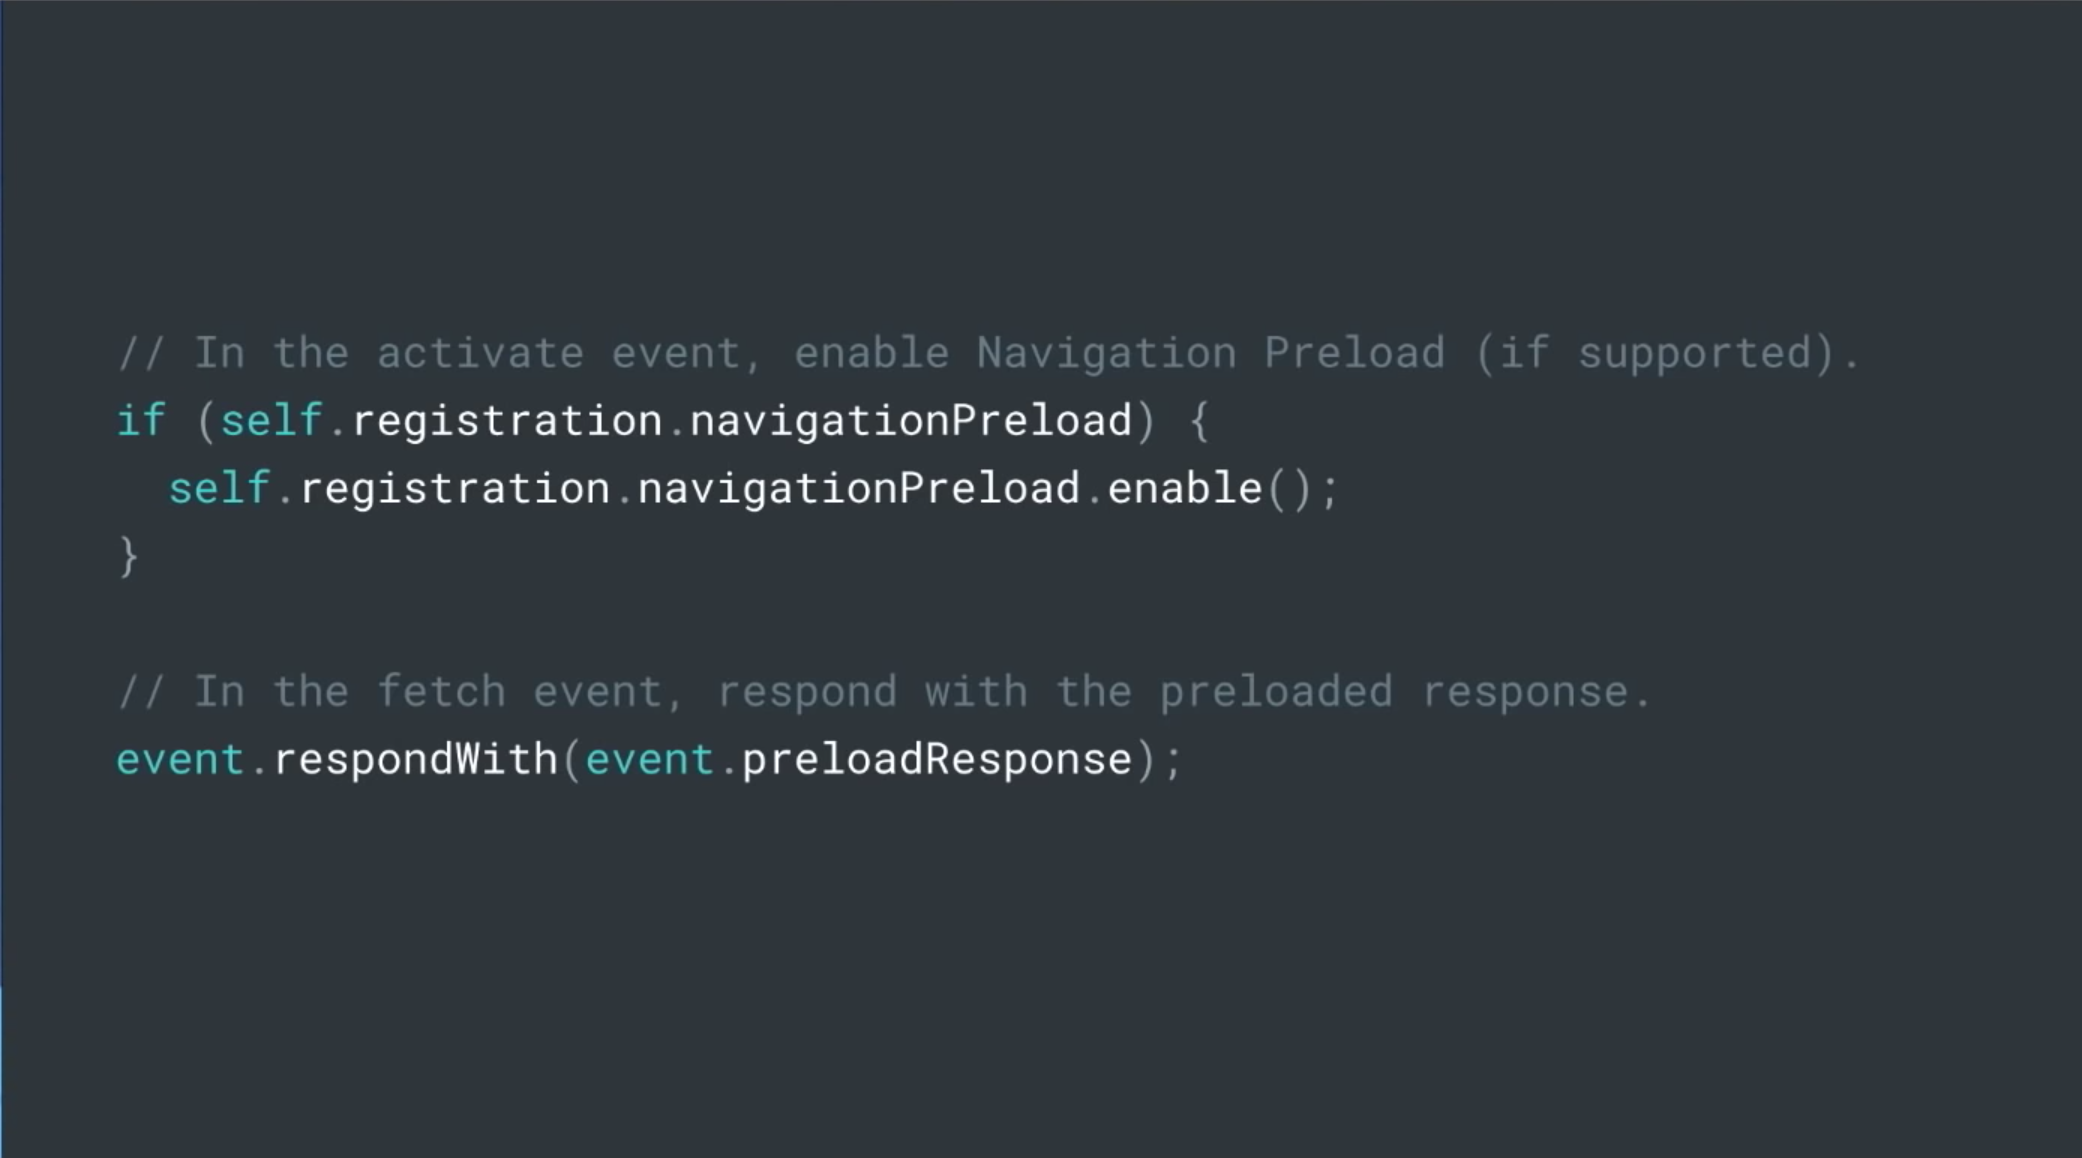 // In the activate event, enable Navigation Preload (if supported).
if (self.registration.navigationPreload) {
  self.registration.navigationPreload.enable();
}
// In the fetch event, respond with the preloaded response.
event.respondWith(event.preloadResponse);